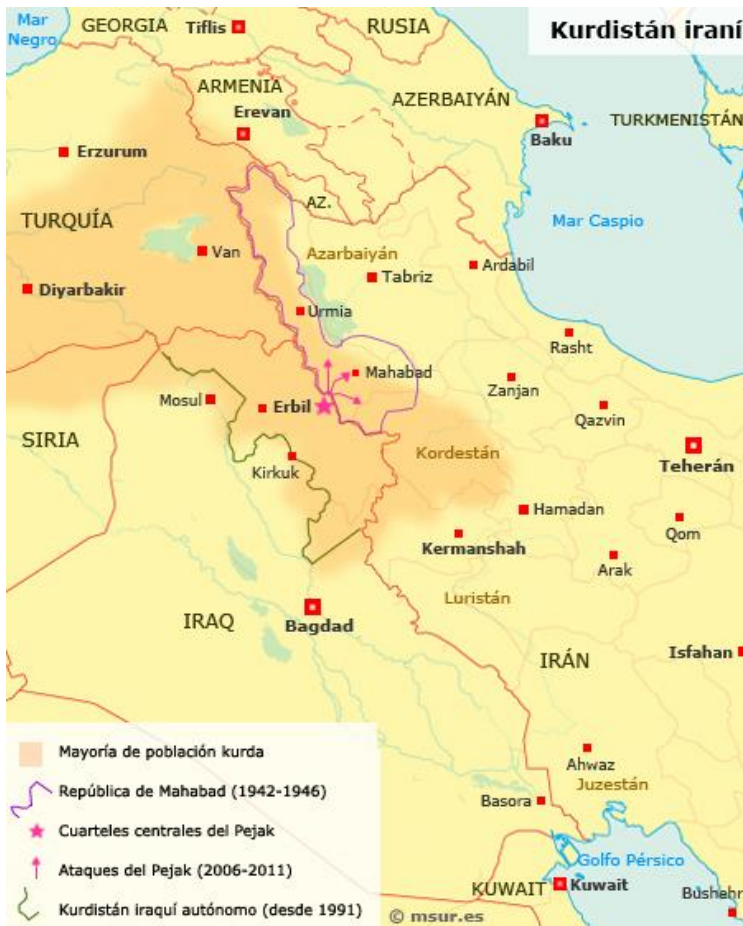 Kurdistán iraní
Mar
Negro
GEORGIA
Tiflis
RUSIA
ARMENIA
Erevan
AZERBAIYÁN
Baku
TURKMENISTÁN
Erzurum
AZ.
TURQUÍA
Van
Azarbaiyán
Mar Caspio
Tabriz
Ardabil
Diyarbakir
Urmia
Rasht
Mahabad
Zanjan
Mosul
Erbil
Qazvin
SIRIA
Kirkuk
Kordestán
Teherán
Hamadan
Qom
Kermanshah
Arak
Luristán
IRAQ
Bagdad
IRÁN
Isfahan
Ahwaz
Juzestán
Basora
Golfo Pérsico
KUWAIT
Kuwait
Bushehr
Mayoría de población kurda
República de Mahabad (1942-1946)
Cuarteles centrales del Pejak
Ataques del Pejak (2006-2011)
Kurdistán iraquí autónomo (desde 1991)
© msur.es